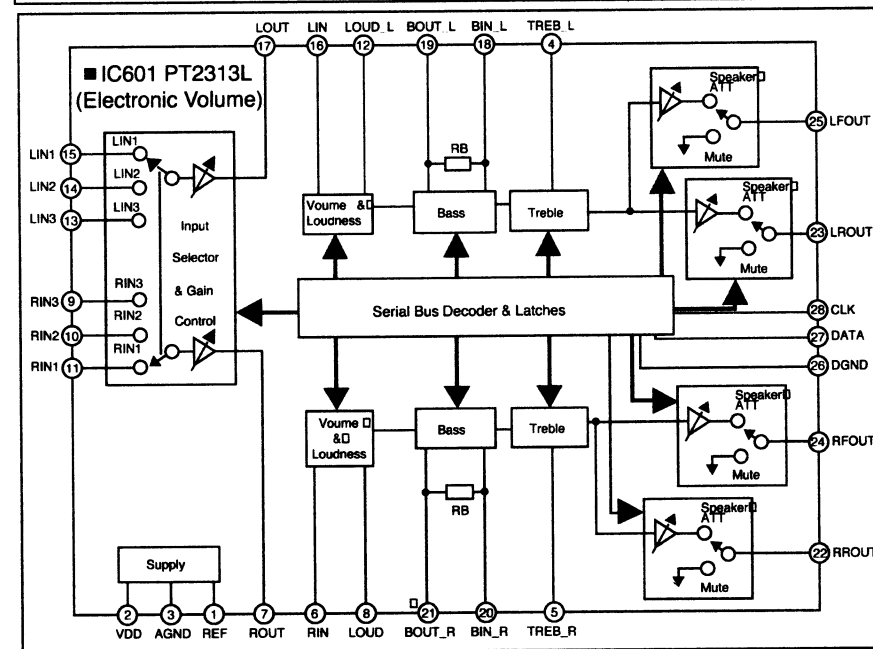 LOUT LIN LOUD_L BOUT_L BIN_L TREB_L
17 16 12 19 18 4
■ IC601 PT2313L
(Electronic Volume)
Speaker
ATT
Mute
25 LFOUT
LIN1 15 LIN1
LIN2 14 LIN2
LIN3 13 LIN3
RB
Voume &
Loudness
Bass
Treble
Speaker
ATT
Mute
23 LROUT
Input
Selector
& Gain
Control
RIN3 9 RIN3
RIN2 10 RIN2
RIN1 11 RIN1
Serial Bus Decoder & Latches
28 CLK
27 DATA
26 DGND
Voume
&
Loudness
Bass
Treble
RB
Speaker
ATT
Mute
24 RFOUT
Speaker
ATT
Mute
22 RROUT
Supply
2 3 1 7 6 8 21 20 5
VDD AGND REF ROUT RIN LOUD BOUT_R BIN_R TREB_R